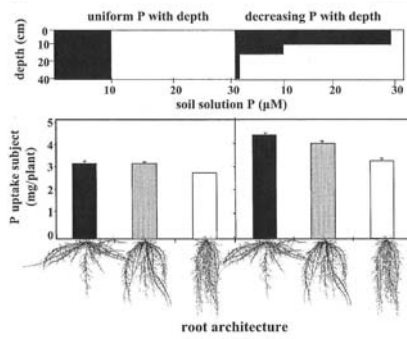 uniform P with depth decreasing P with depth
depth (cm)
0
10
20
40
10 20 30 10 20 30
soil solution P (µM)
P uptake subject
(mg/plant)
5
4
3
2
1
0
root architecture